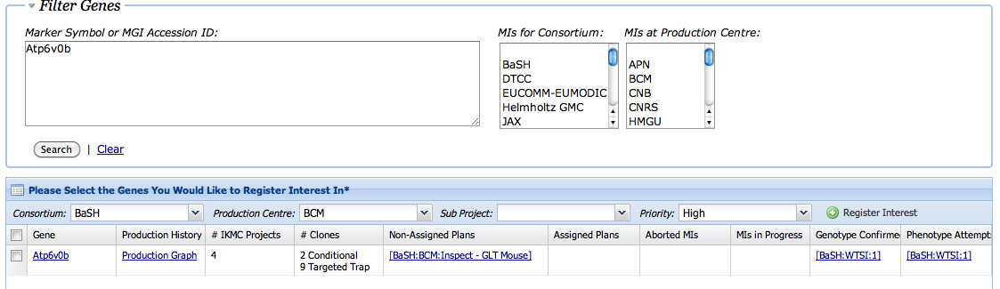 Filter Genes
Marker Symbol or MGI Accession ID:
Atp6v0b
MIs for Consortium:
BaSH
DTCC
EUCOMM-EUMODIC
Helmholtz GMC
JAX
MIs at Production Centre:
APN
BCM
CNB
CNRS
HMGU
Search | Clear
Please Select the Genes You Would Like to Register Interest In*
Consortium: BaSH Production Centre: BCM Sub Project: Priority: High Register Interest
Gene Production History # IKMC Projects # Clones Non-Assigned Plans Assigned Plans Aborted MIs MIs in Progress Genotype Confirmed Phenotype Attempts
Atp6v0b Production Graph 4 2 Conditional [BaSH:BCM:Inspect - GLT Mouse] [BaSH:WTSI:1] [BaSH:WTSI:1]
9 Targeted Trap